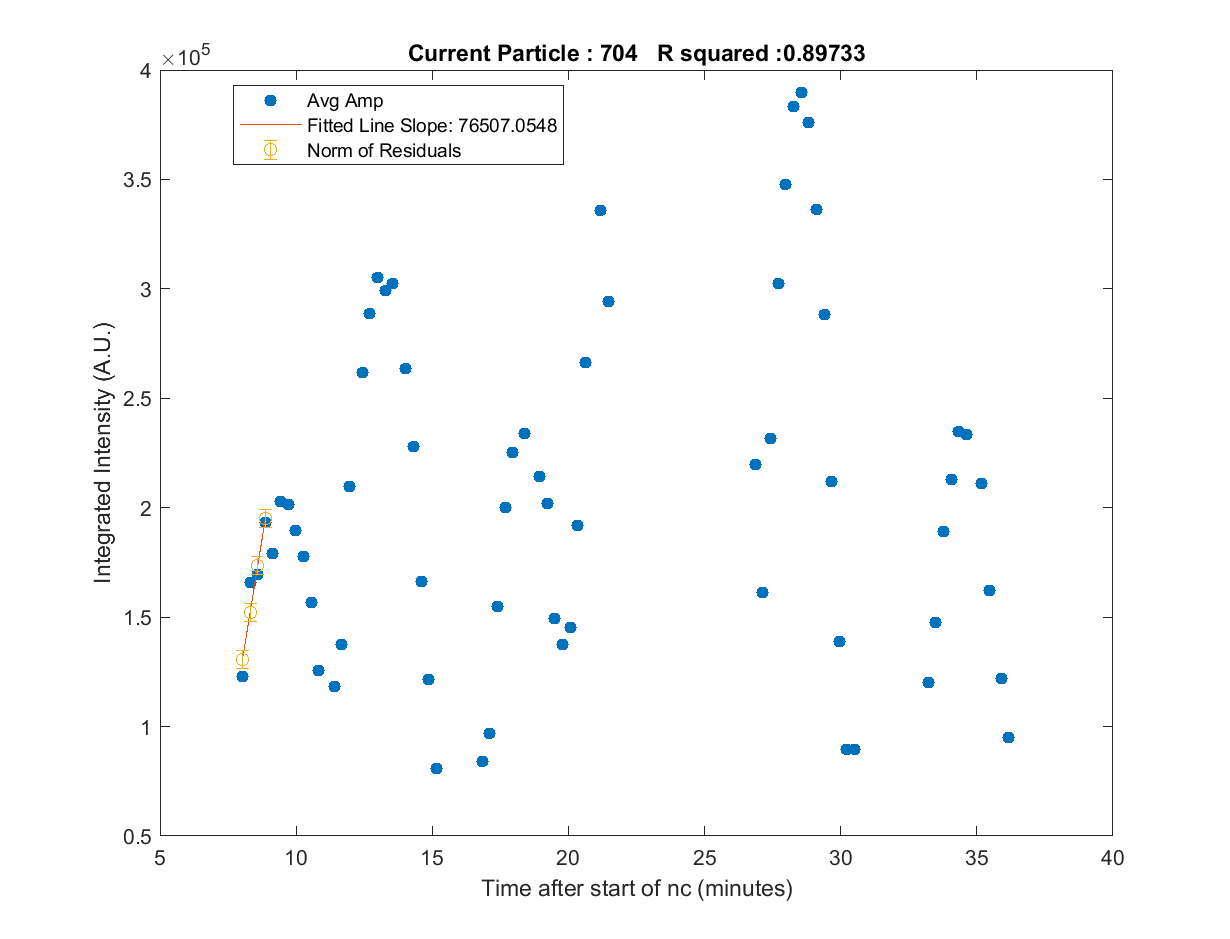 Current Particle : 704 R squared :0.89733
×10^5
4
3.5
3
2.5
2
1.5
1
0.5
Integrated Intensity (A.U.)
Avg Amp
Fitted Line Slope: 76507.0548
Norm of Residuals
5 10 15 20 25 30 35 40
Time after start of nc (minutes)